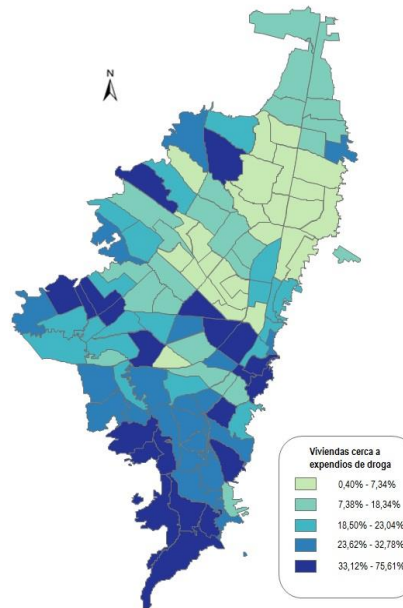 N
Viviendas cerca a
expendios de droga
0,40% - 7,34%
7,38% - 18,34%
18,50% - 23,04%
23,62% - 32,78%
33,12% - 75,61%